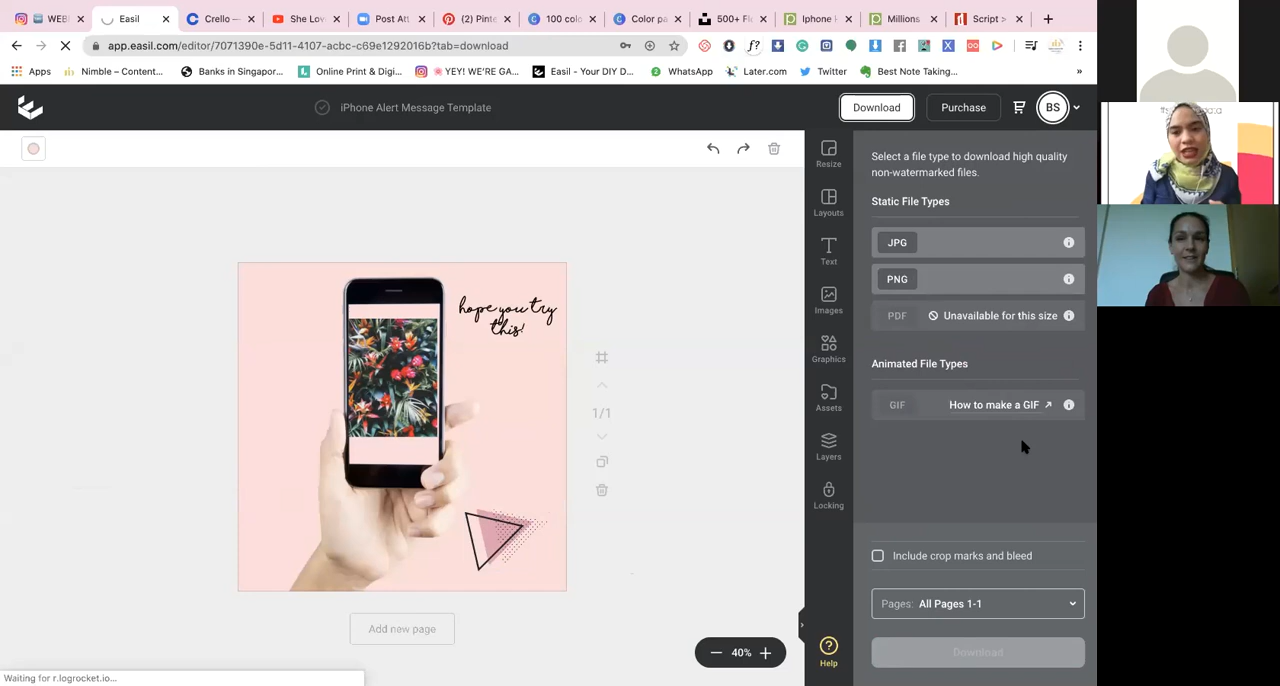 WEBI
Easil
Crello —
She Lov
Post Att
(2) Pinte
100 colo
Color pa
500+ Flo
Iphone
Millions
Script >
app.easil.com/editor/7071390e-5d11-4107-acbc-c69e1292016b?tab=download
Apps
Nimble – Content...
Banks in Singapor...
Online Print & Digi...
YEY! WE'RE GA...
Easil - Your DIY D...
WhatsApp
Later.com
Twitter
Best Note Taking...
»
iPhone Alert Message Template
Download
Purchase
BS
Resize
Layouts
Text
Images
Graphics
Assets
Layers
Locking
Help
Select a file type to download high quality
non-watermarked files.
Static File Types
JPG
PNG
PDF Unavailable for this size
Animated File Types
GIF How to make a GIF
Include crop marks and bleed
Pages: All Pages 1-1
Download
hope you try
this!
1/1
Add new page
40%
Waiting for r.logrocket.io...